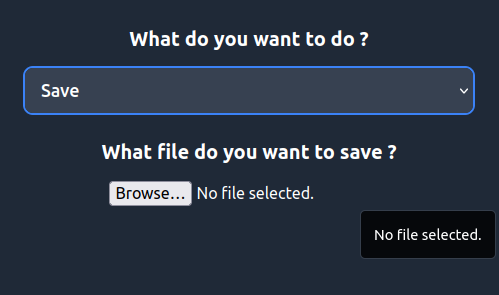 What do you want to do ?
Save
What file do you want to save ?
Browse... No file selected.
No file selected.